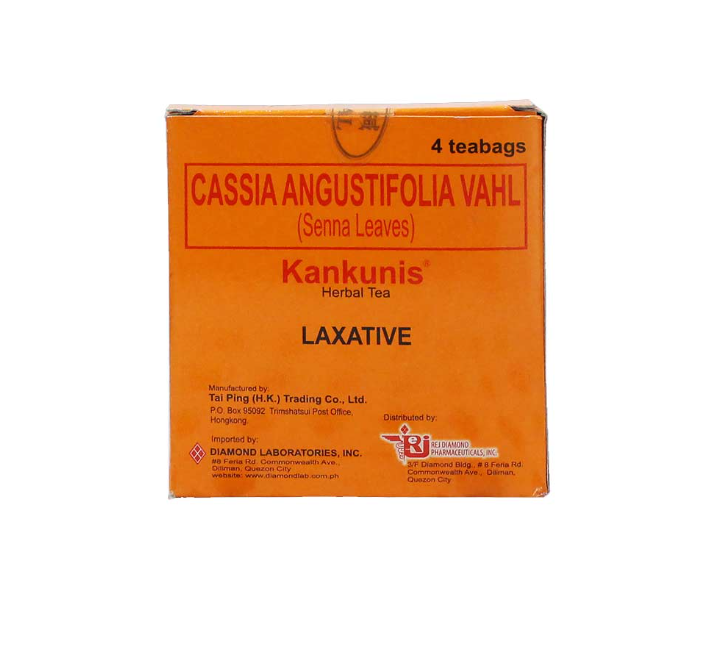 4 teabags
CASSIA ANGUSTIFOLIA VAHL
(Senna Leaves)
Kankunis®
Herbal Tea
LAXATIVE
Manufactured by:
Tai Ping (H.K.) Trading Co., Ltd.
P.O. Box 95092 Trimshatsui Post Office,
Hongkong.
Imported by:
DIAMOND LABORATORIES, INC.
#8 Feria Rd. Commonwealth Ave.,
Diliman, Quezon City
website: www.diamondlab.com.ph
Distributed by:
REJ DIAMOND
PHARMACEUTICALS, INC.
3/F Diamond Bldg., # 8 Feria Rd.
Commonwealth Ave., Diliman,
Quezon City